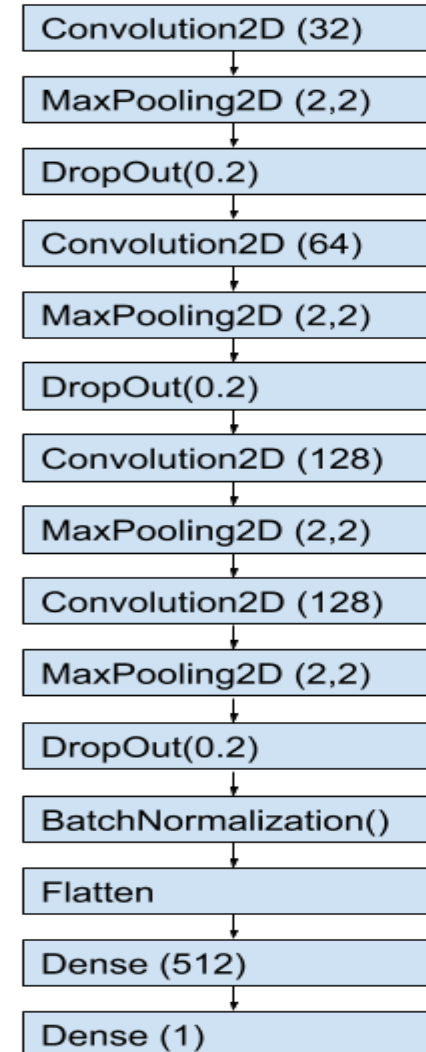 Convolution2D (32)
MaxPooling2D (2,2)
DropOut(0.2)
Convolution2D (64)
MaxPooling2D (2,2)
DropOut(0.2)
Convolution2D (128)
MaxPooling2D (2,2)
Convolution2D (128)
MaxPooling2D (2,2)
DropOut(0.2)
BatchNormalization()
Flatten
Dense (512)
Dense (1)